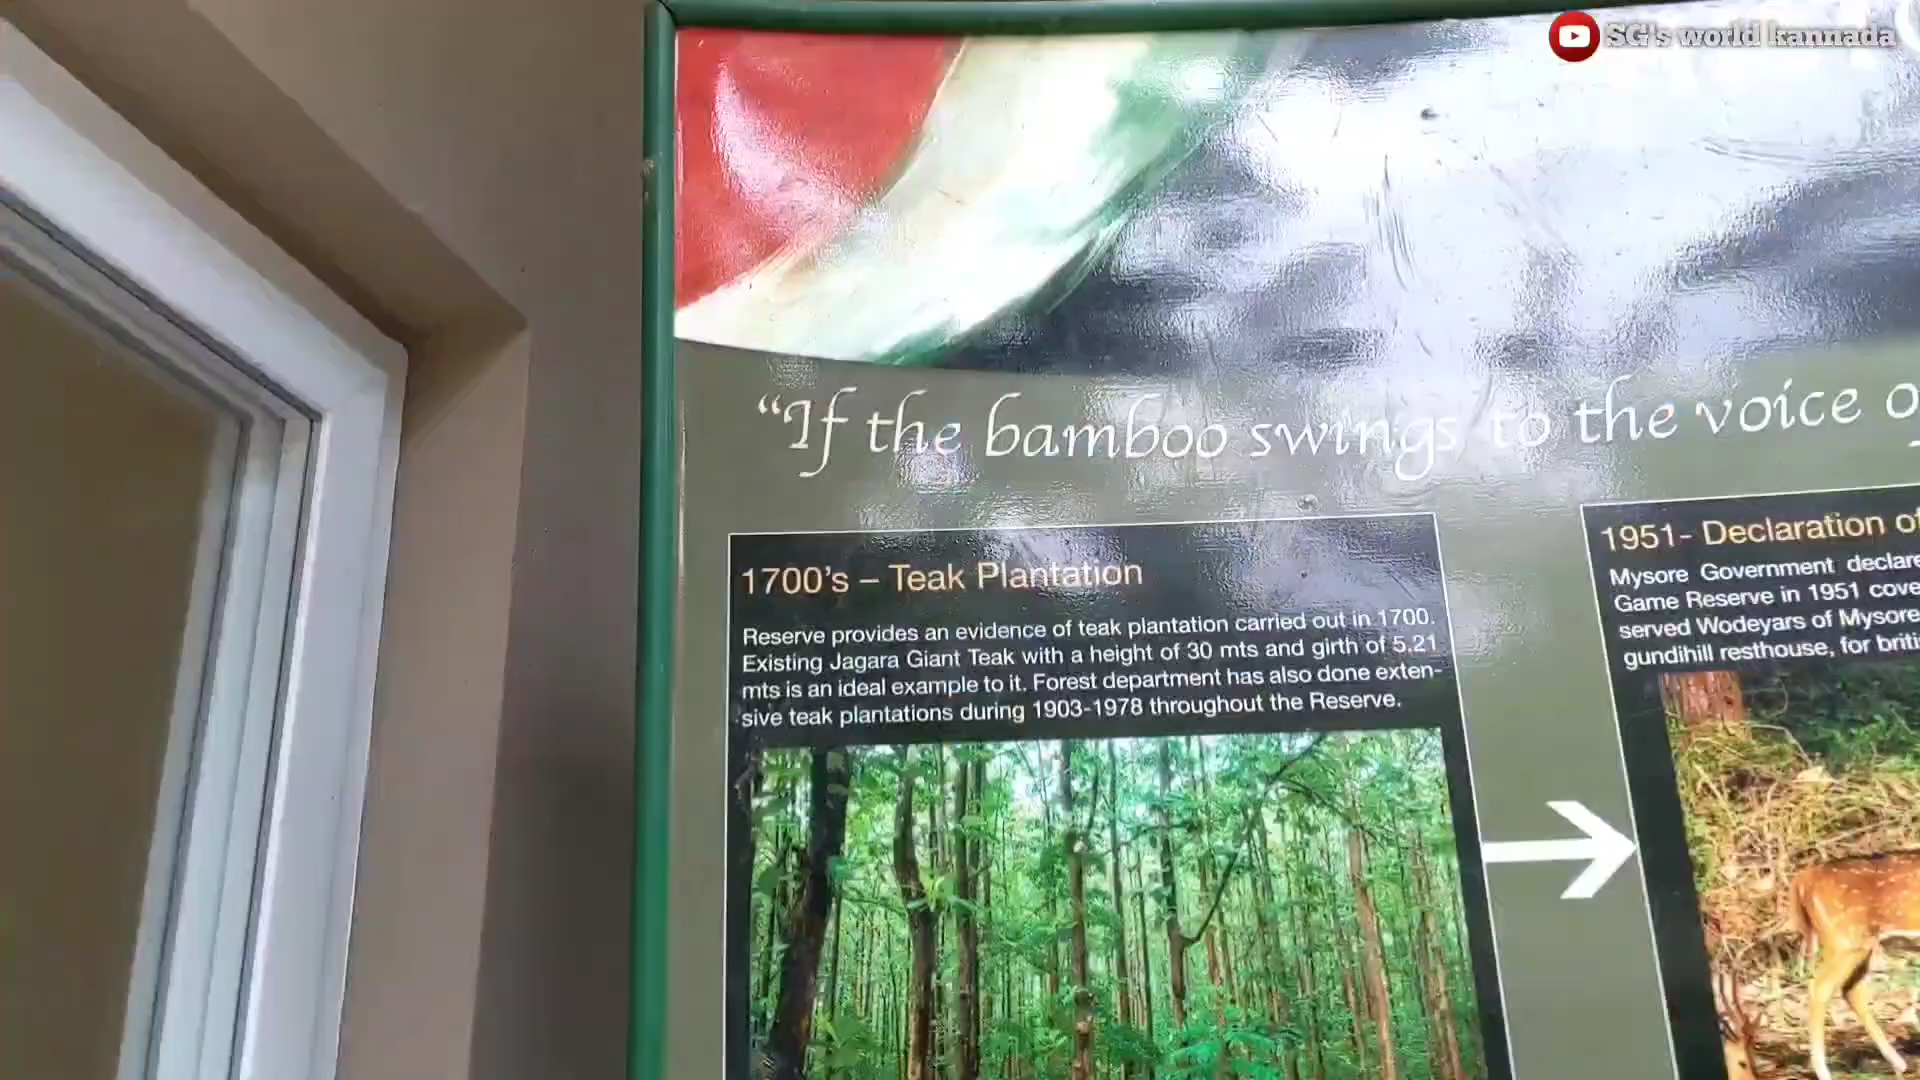 SG's world kannada
"If the bamboo swings to the voice
1700's – Teak Plantation
Reserve provides an evidence of teak plantation carried out in 1700.
Existing Jagara Giant Teak with a height of 30 mts and girth of 5.21
mts is an ideal example to it. Forest department has also done exten-
sive teak plantations during 1903-1978 throughout the Reserve.
1951- Declaration of
Mysore Government declare
Game Reserve in 1951 cove
served Wodeyars of Mysore
gundihill resthouse, for briti